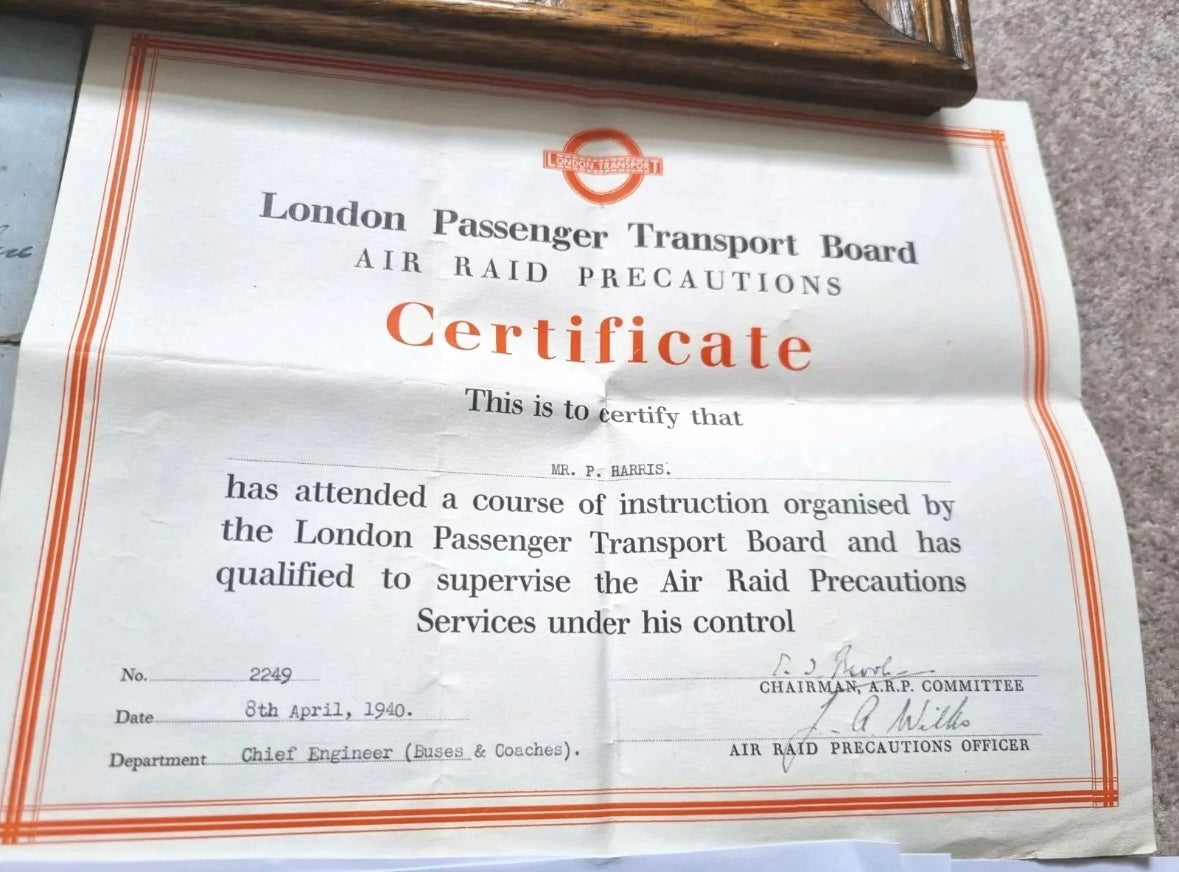 LONDON TRANSPORT
London Passenger Transport Board
AIR RAID PRECAUTIONS
Certificate
This is to certify that
MR. P. HARRIS.
has attended a course of instruction organised by
the London Passenger Transport Board and has
qualified to supervise the Air Raid Precautions
Services under his control
No. 2249
CHAIRMAN, A.R.P. COMMITTEE
Date 8th April, 1940.
Department Chief Engineer (Buses & Coaches).
AIR RAID PRECAUTIONS OFFICER